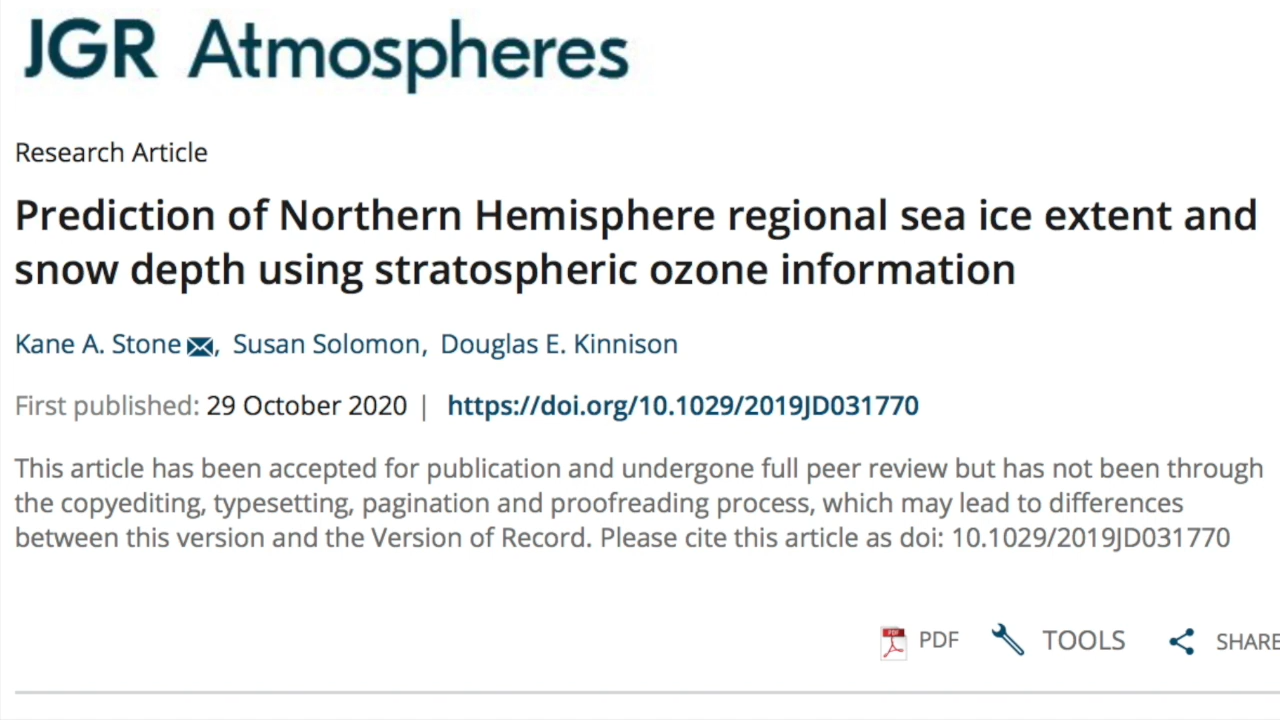 JGR Atmospheres
Research Article
Prediction of Northern Hemisphere regional sea ice extent and
snow depth using stratospheric ozone information
Kane A. Stone, Susan Solomon, Douglas E. Kinnison
First published: 29 October 2020 | https://doi.org/10.1029/2019JD031770
This article has been accepted for publication and undergone full peer review but has not been through
the copyediting, typesetting, pagination and proofreading process, which may lead to differences
between this version and the Version of Record. Please cite this article as doi: 10.1029/2019JD031770
PDF PDF TOOLS SHARE